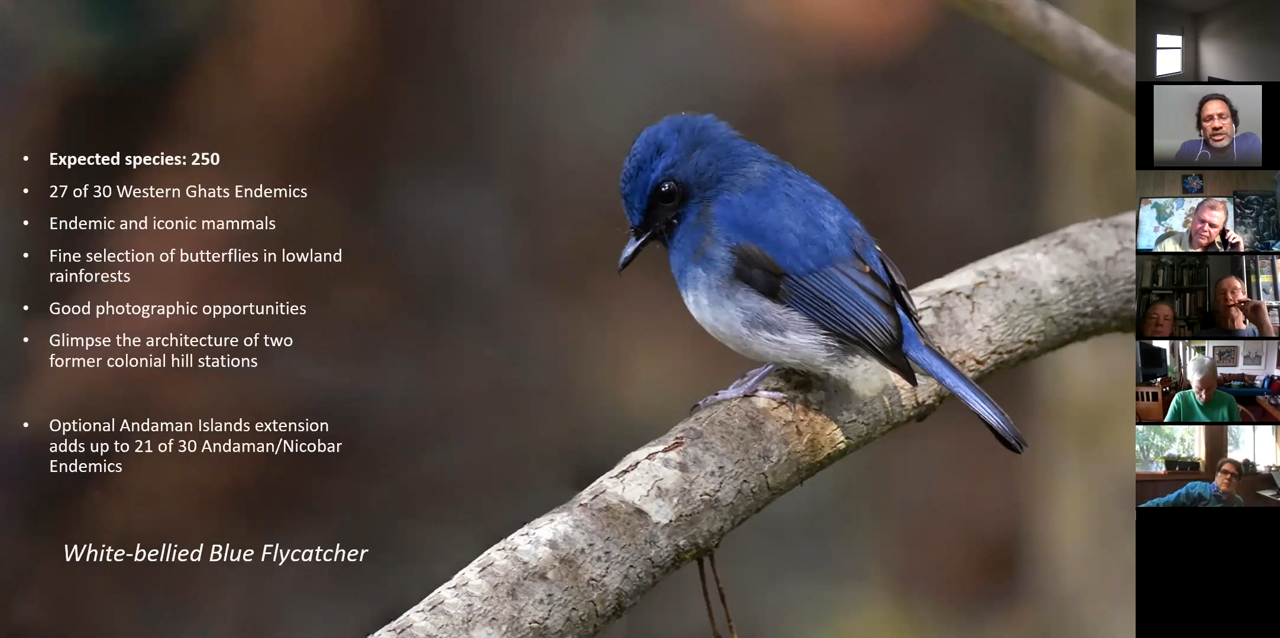 • Expected species: 250
• 27 of 30 Western Ghats Endemics
• Endemic and iconic mammals
• Fine selection of butterflies in lowland
rainforests
• Good photographic opportunities
• Glimpse the architecture of two
former colonial hill stations
• Optional Andaman Islands extension
adds up to 21 of 30 Andaman/Nicobar
Endemics
White-bellied Blue Flycatcher